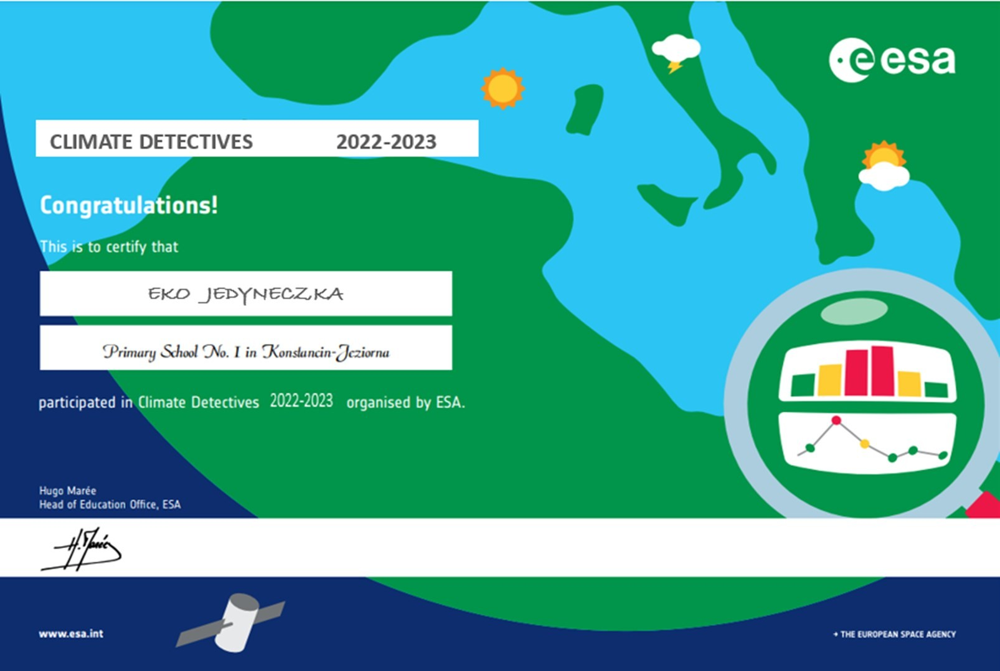 esa
CLIMATE DETECTIVES 2022-2023
Congratulations!
This is to certify that
EKO JEDYNECZKA
Primary School No. 1 in Konstancin-Jeziorna
participated in Climate Detectives 2022-2023 organised by ESA.
Hugo Marée
Head of Education Office, ESA
H. Marée
www.esa.int
→ THE EUROPEAN SPACE AGENCY